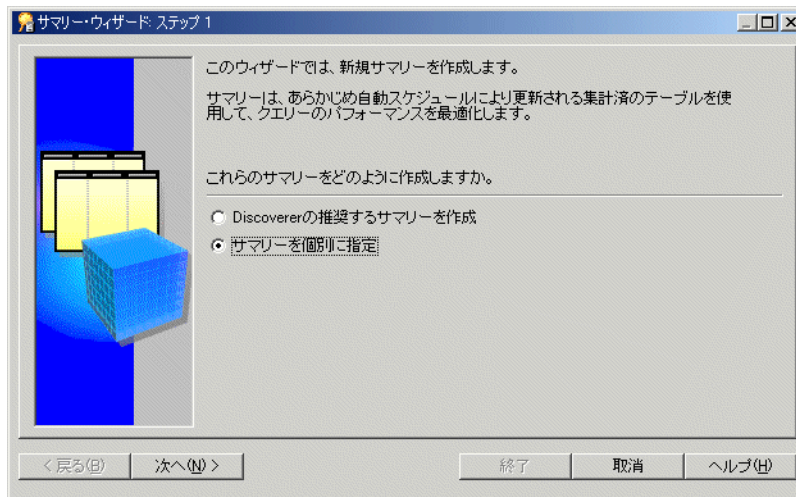 サマリー・ウィザード: ステップ 1
このウィザードでは、新規サマリーを作成します。
サマリーは、あらかじめ自動スケジュールにより更新される集計済のテーブルを使
用して、クエリーのパフォーマンスを最適化します。
これらのサマリーをどのように作成しますか。
Discovererの推奨するサマリーを作成
サマリーを個別に指定
< 戻る(B)
次へ(N) >
終了
取消
ヘルプ(H)